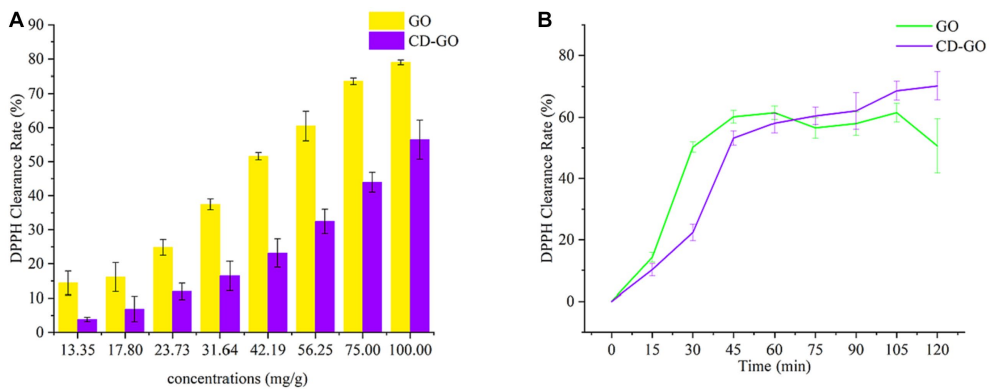 A
GO
CD-GO
DPPH Clearance Rate (%)
90
80
70
60
50
40
30
20
10
0
13.35 17.80 23.73 31.64 42.19 56.25 75.00 100.00
concentrations (mg/g)
B
GO
CD-GO
DPPH Clearance Rate (%)
80
60
40
20
0
0 15 30 45 60 75 90 105 120
Time (min)